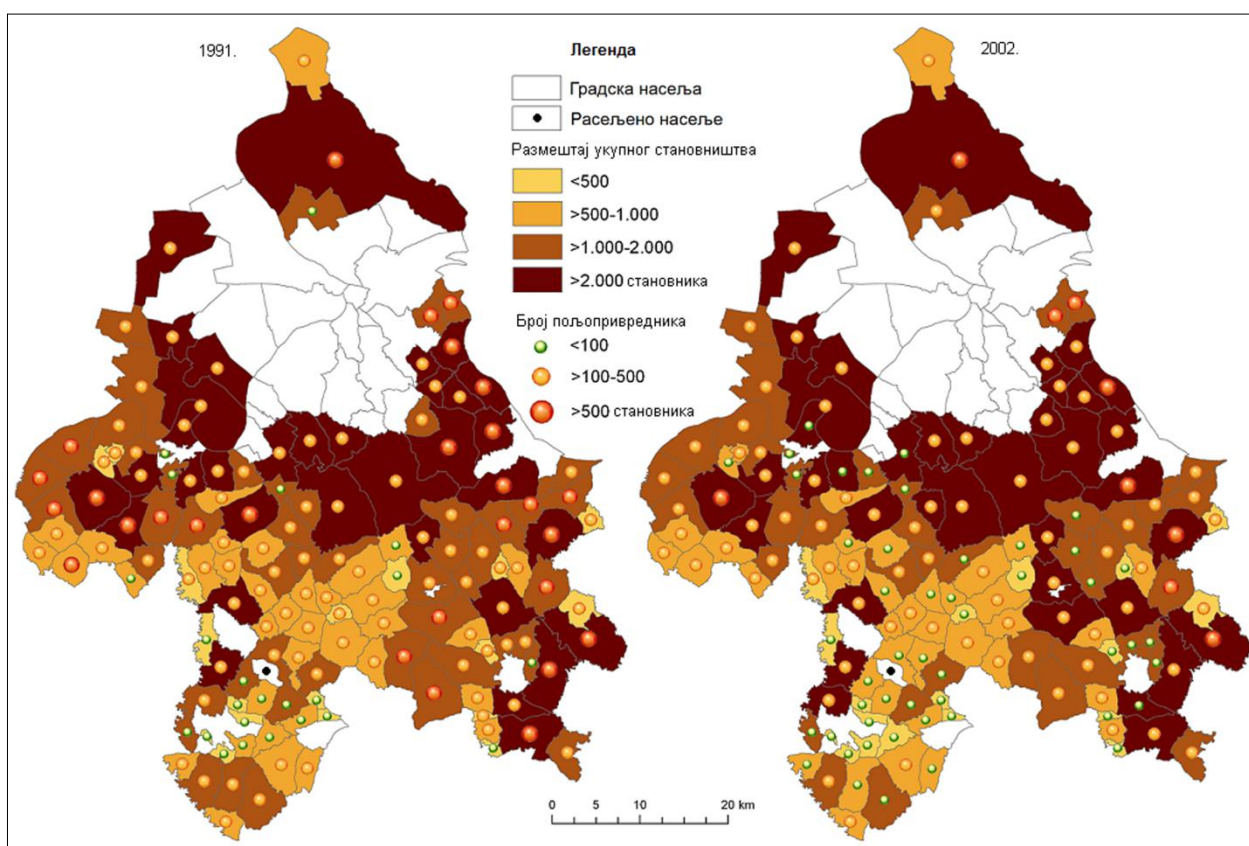 1991.
2002.
Легенда
Градска насеља
Расељено насеље
Размештај укупног становништва
<500
>500-1.000
>1.000-2.000
>2.000 становника
Број пољопривредника
<100
>100-500
>500 становника
0 5 10 20 km